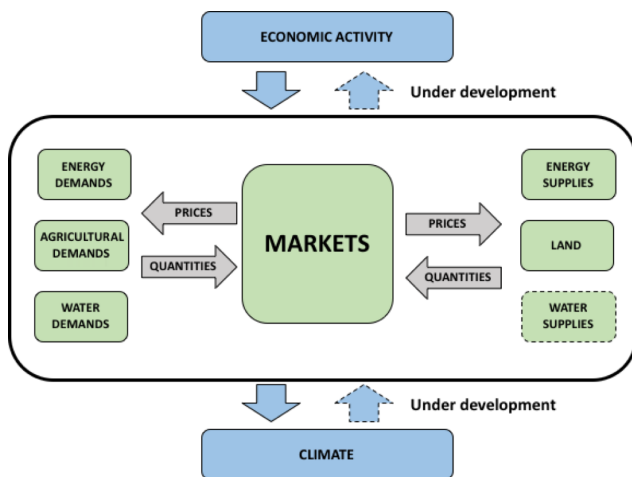 ECONOMIC ACTIVITY
Under development
ENERGY
DEMANDS
AGRICULTURAL
DEMANDS
WATER
DEMANDS
PRICES
QUANTITIES
MARKETS
PRICES
QUANTITIES
ENERGY
SUPPLIES
LAND
WATER
SUPPLIES
Under development
CLIMATE